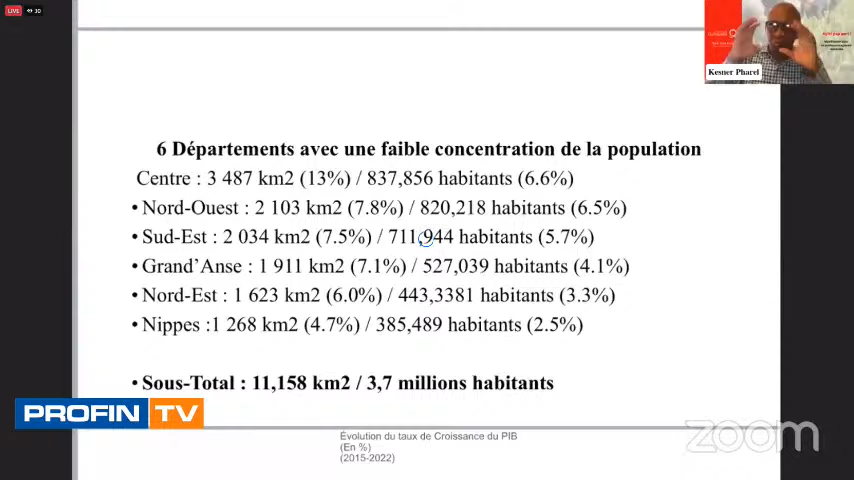 LIVE 30
Kesner Pharel
6 Départements avec une faible concentration de la population
Centre : 3 487 km2 (13%) / 837,856 habitants (6.6%)
• Nord-Ouest : 2 103 km2 (7.8%) / 820,218 habitants (6.5%)
• Sud-Est : 2 034 km2 (7.5%) / 711,944 habitants (5.7%)
• Grand’Anse : 1 911 km2 (7.1%) / 527,039 habitants (4.1%)
• Nord-Est : 1 623 km2 (6.0%) / 443,3381 habitants (3.3%)
• Nippes :1 268 km2 (4.7%) / 385,489 habitants (2.5%)
• Sous-Total : 11,158 km2 / 3,7 millions habitants
PROFIN TV
Évolution du taux de Croissance du PIB
(En %)
(2015-2022)
zoom